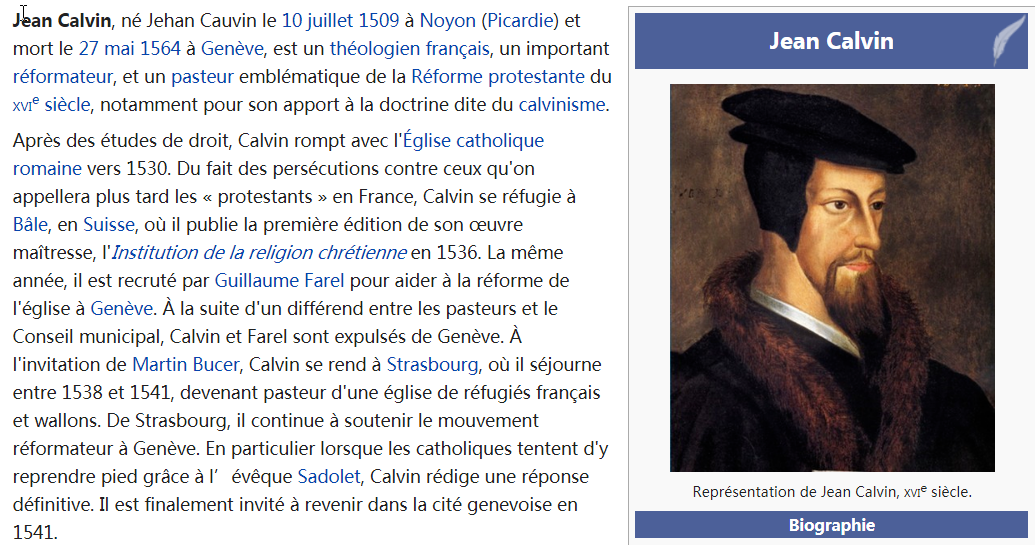 Jean Calvin, né Jehan Cauvin le 10 juillet 1509 à Noyon (Picardie) et
mort le 27 mai 1564 à Genève, est un théologien français, un important
réformateur, et un pasteur emblématique de la Réforme protestante du
XVIe siècle, notamment pour son apport à la doctrine dite du calvinisme.
Après des études de droit, Calvin rompt avec l'Église catholique
romaine vers 1530. Du fait des persécutions contre ceux qu'on
appellera plus tard les « protestants » en France, Calvin se réfugie à
Bâle, en Suisse, où il publie la première édition de son œuvre
maîtresse, l'Institution de la religion chrétienne en 1536. La même
année, il est recruté par Guillaume Farel pour aider à la réforme de
l'église à Genève. À la suite d'un différend entre les pasteurs et le
Conseil municipal, Calvin et Farel sont expulsés de Genève. À
l'invitation de Martin Bucer, Calvin se rend à Strasbourg, où il séjourne
entre 1538 et 1541, devenant pasteur d'une église de réfugiés français
et wallons. De Strasbourg, il continue à soutenir le mouvement
réformateur à Genève. En particulier lorsque les catholiques tentent d'y
reprendre pied grâce à l’évêque Sadolet, Calvin rédige une réponse
définitive. Il est finalement invité à revenir dans la cité genevoise en
1541.
Jean Calvin
Représentation de Jean Calvin, XVIe siècle.
Biographie